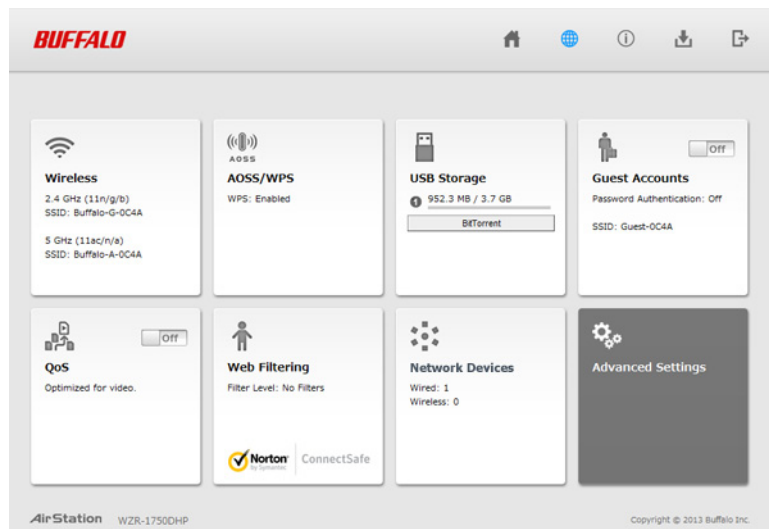 BUFFALO
Wireless
2.4 GHz (11n/g/b)
SSID: Buffalo-G-0C4A
5 GHz (11ac/n/a)
SSID: Buffalo-A-0C4A
AOSS
AOSS/WPS
WPS: Enabled
USB Storage
1 952.3 MB / 3.7 GB
BitTorrent
Off
Guest Accounts
Password Authentication: Off
SSID: Guest-0C4A
Off
QoS
Optimized for video.
Web Filtering
Filter Level: No Filters
Norton
by Symantec
ConnectSafe
Network Devices
Wired: 1
Wireless: 0
Advanced Settings
AirStation WZR-1750DHP
Copyright © 2013 Buffalo Inc.